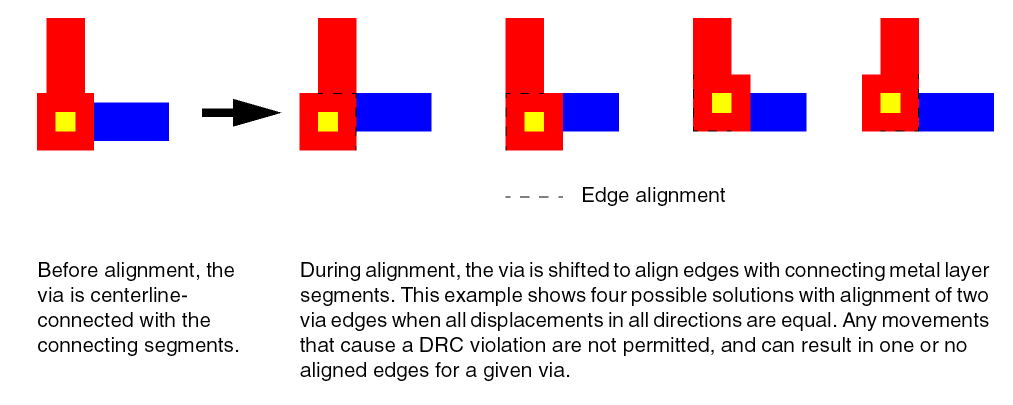 Edge alignment
Before alignment, the
via is centerline-
connected with the
connecting segments.
During alignment, the via is shifted to align edges with connecting metal layer
segments. This example shows four possible solutions with alignment of two
via edges when all displacements in all directions are equal. Any movements
that cause a DRC violation are not permitted, and can result in one or no
aligned edges for a given via.